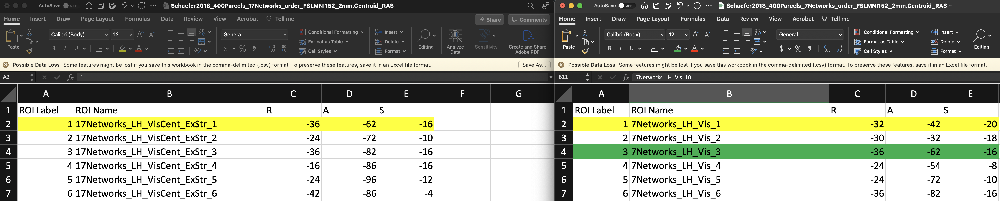 AutoSave OFF Schaefer2018_400Parcels_17Networks_order_FSLMNI152_2mm.Centroid_RAS
Home Insert Draw Page Layout Formulas Data Review View Acrobat Tell me Share Comments
Paste
Calibri (Body) 12
B I U
General
$ % 9
Conditional Formatting
Format as Table
Cell Styles
Insert
Delete
Format
Editing
Analyze
Data
Sensitivity
Create and Share
Adobe PDF
Possible Data Loss Some features might be lost if you save this workbook in the comma-delimited (.csv) format. To preserve these features, save it in an Excel file format. Save As...
A2 fx 1
A B C D E F G
1 ROI Label ROI Name R A S
2 1 17Networks_LH_VisCent_ExStr_1 -36 -62 -16
3 2 17Networks_LH_VisCent_ExStr_2 -24 -72 -10
4 3 17Networks_LH_VisCent_ExStr_3 -36 -82 -16
5 4 17Networks_LH_VisCent_ExStr_4 -16 -86 -16
6 5 17Networks_LH_VisCent_ExStr_5 -24 -96 -12
7 6 17Networks_LH_VisCent_ExStr_6 -42 -86 -4
AutoSave OFF Schaefer2018_400Parcels_7Networks_order_FSLMNI152_2mm.Centroid_RAS
Home Insert Draw Page Layout Formulas Data Review View Acrobat Tell me
Paste
Calibri (Body) 12
B I U
General
$ % 9
Conditional Formatting
Format as Table
Cell Styles
Insert
Delete
Format
Editing
Possible Data Loss Some features might be lost if you save this workbook in the comma-delimited (.csv) format. To preserve these features, save it in an Excel file format.
B11 fx 7Networks_LH_Vis_10
A B C D E
1 ROI Label ROI Name R A S
2 1 7Networks_LH_Vis_1 -32 -42 -20
3 2 7Networks_LH_Vis_2 -30 -32 -18
4 3 7Networks_LH_Vis_3 -36 -62 -16
5 4 7Networks_LH_Vis_4 -24 -54 -8
6 5 7Networks_LH_Vis_5 -24 -72 -10
7 6 7Networks_LH_Vis_6 -36 -82 -16